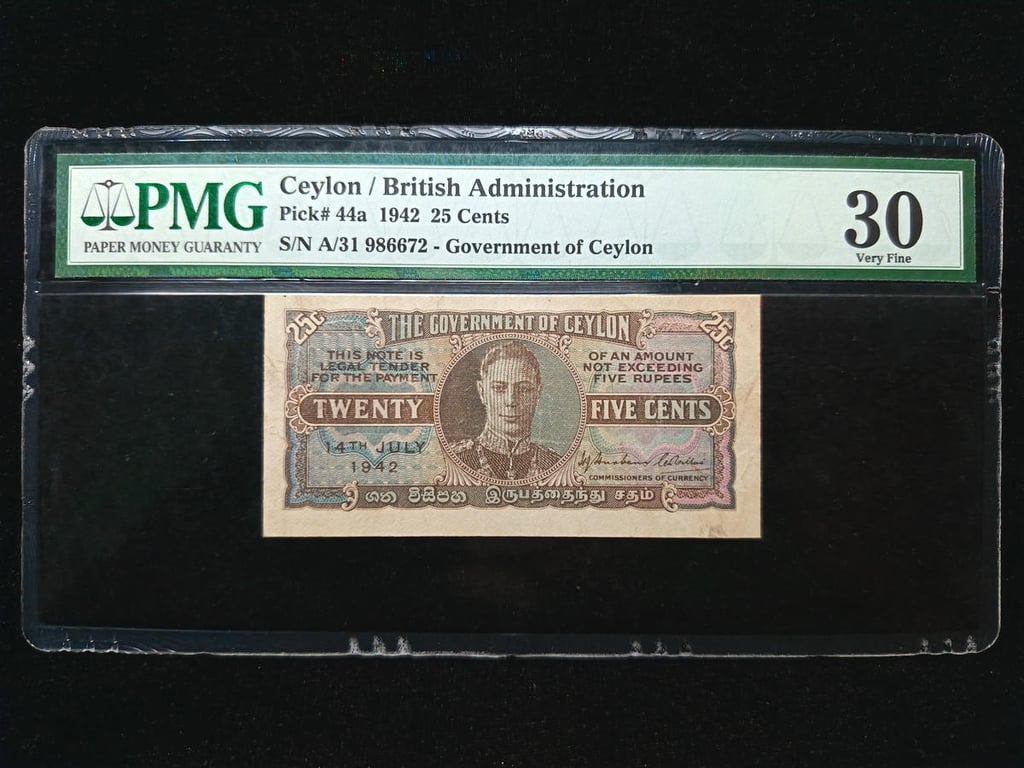 PMG
PAPER MONEY GUARANTY
Ceylon / British Administration
Pick# 44a 1942 25 Cents
S/N A/31 986672 - Government of Ceylon
30
Very Fine
25C
THE GOVERNMENT OF CEYLON
25C
THIS NOTE IS
LEGAL TENDER
FOR THE PAYMENT
OF AN AMOUNT
NOT EXCEEDING
FIVE RUPEES
TWENTY
FIVE CENTS
14TH JULY
1942
COMMISSIONERS OF CURRENCY
ශත විසිපහ இருபத்தைந்து சதம்